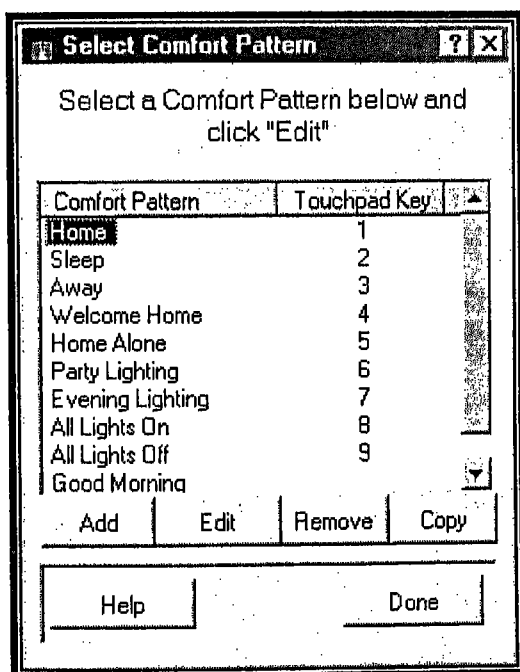 Select Comfort Pattern ? X
Select a Comfort Pattern below and
click "Edit"
Comfort Pattern Touchpad Key
Home 1
Sleep 2
Away 3
Welcome Home 4
Home Alone 5
Party Lighting 6
Evening Lighting 7
All Lights On 8
All Lights Off 9
Good Morning
Add Edit Remove Copy
Help Done